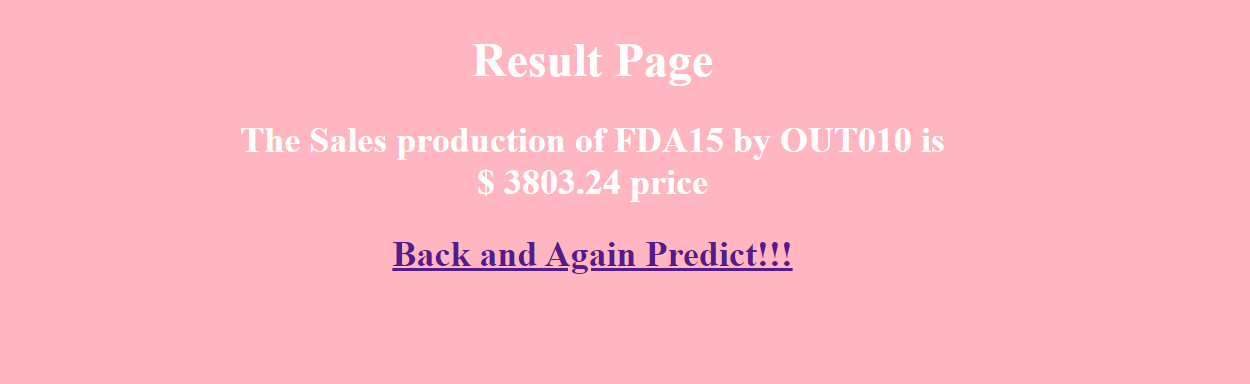 Result Page
The Sales production of FDA15 by OUT010 is
$ 3803.24 price
Back and Again Predict!!!